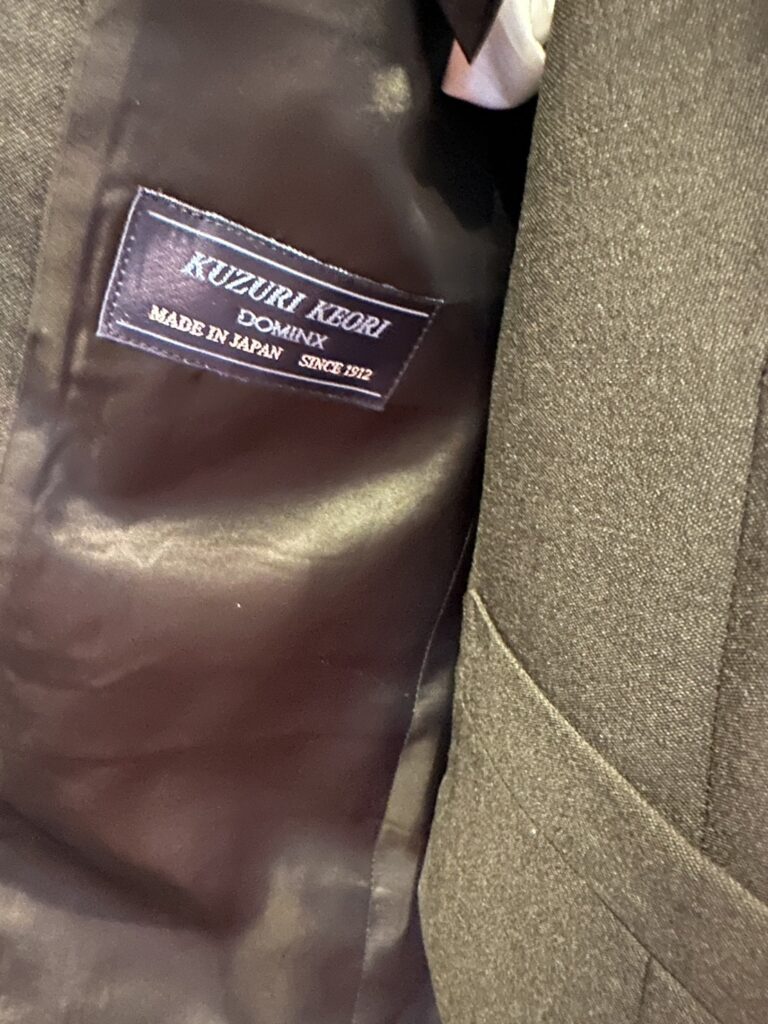 KUZURI KEORI
DOMINX
MADE IN JAPAN SINCE 1912